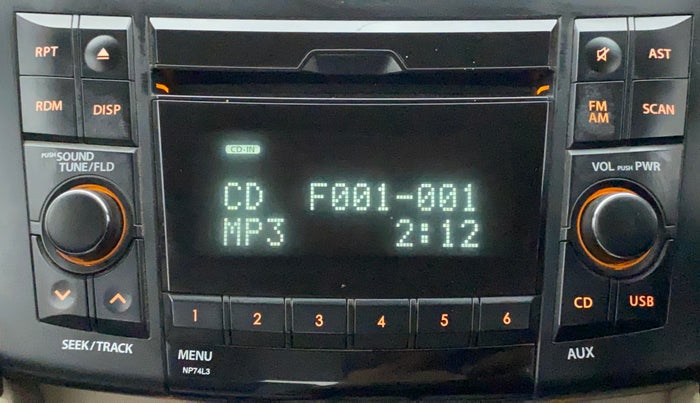 RPT
AST
RDM
DISP
FM
AM
SCAN
PUSH SOUND
TUNE/FLD
VOL PUSH PWR
CD-IN
CD F001-001
MP3 2:12
CD
USB
1 2 3 4 5 6
SEEK/TRACK
MENU
AUX
NP74L3